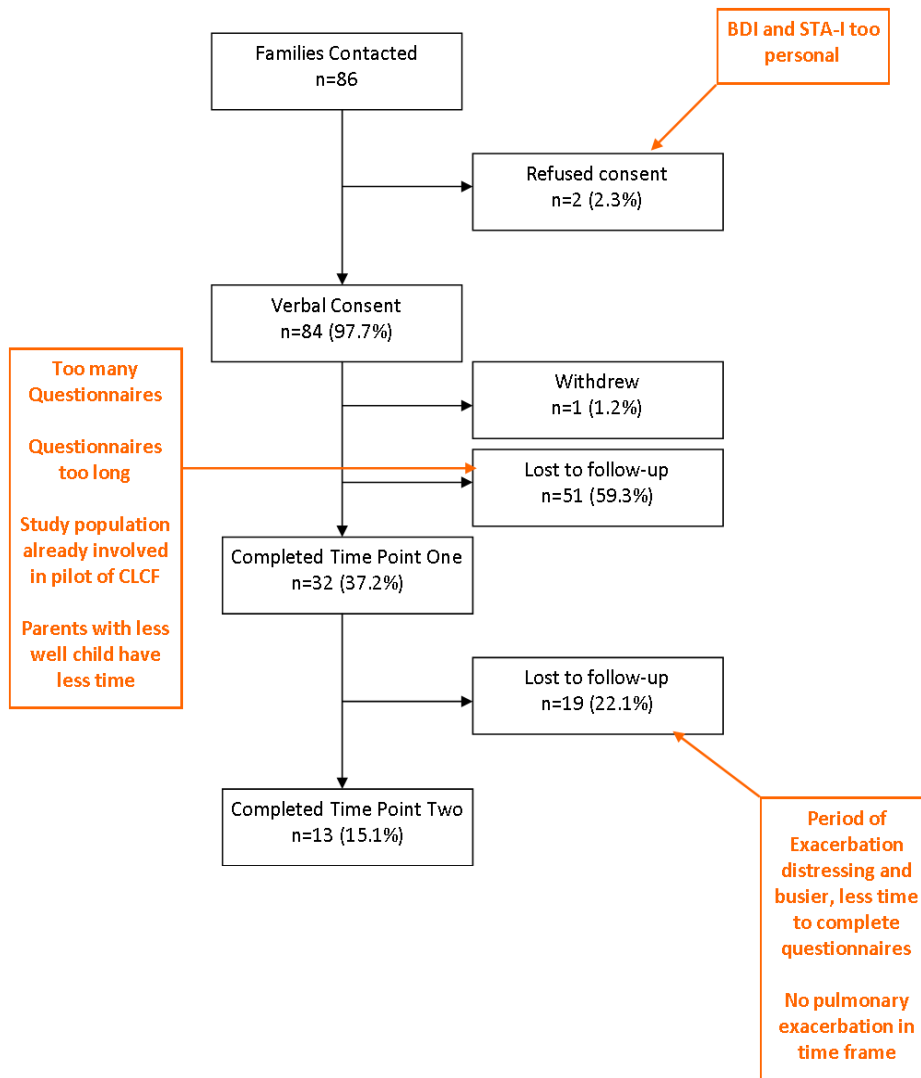 Families Contacted
n=86
BDI and STA-I too
personal
Refused consent
n=2 (2.3%)
Verbal Consent
n=84 (97.7%)
Too many
Questionnaires
Questionnaires
too long
Study population
already involved
in pilot of CLCF
Parents with less
well child have
less time
Withdrew
n=1 (1.2%)
Lost to follow-up
n=51 (59.3%)
Completed Time Point One
n=32 (37.2%)
Lost to follow-up
n=19 (22.1%)
Completed Time Point Two
n=13 (15.1%)
Period of
Exacerbation
distressing and
busier, less time
to complete
questionnaires
No pulmonary
exacerbation in
time frame